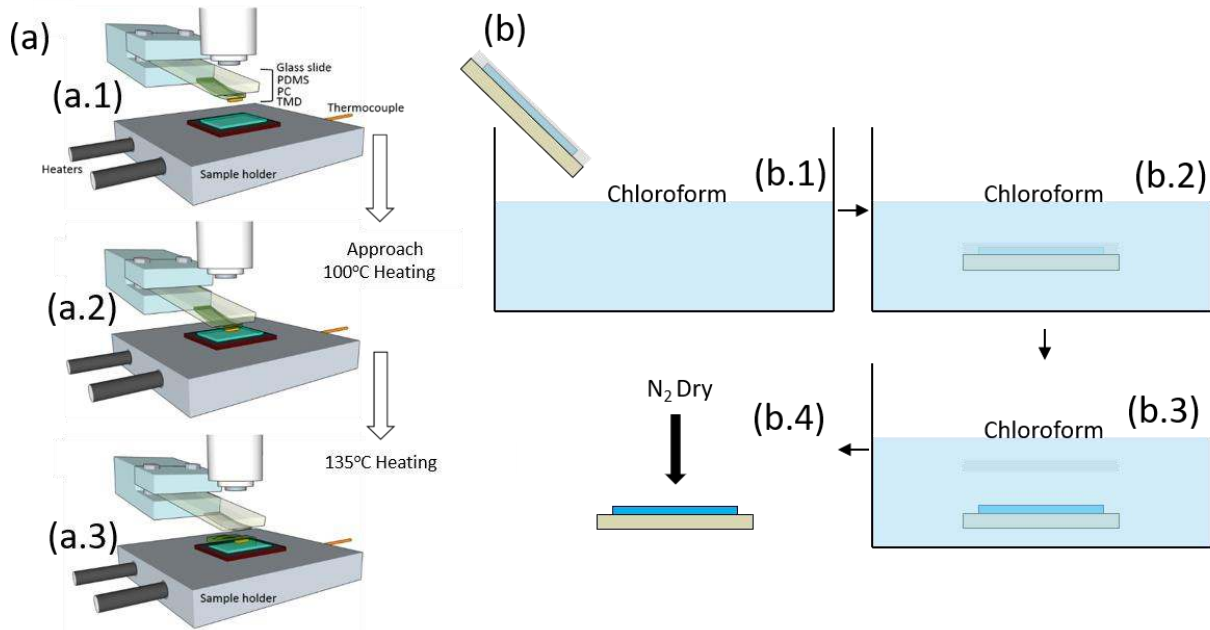 (a)
(a.1)
Glass slide
PDMS
PC
TMD
Thermocouple
Heaters
Sample holder
Approach
100°C Heating
(a.2)
135°C Heating
(a.3)
Sample holder
(b)
(b.1)
Chloroform
(b.2)
Chloroform
(b.3)
Chloroform
(b.4)
N₂ Dry